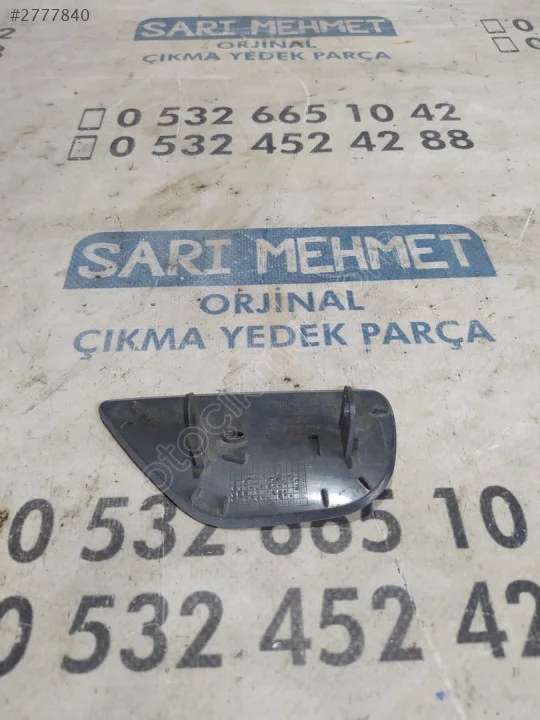 #2777840
SARI MEHMET
ORJİNAL
ÇIKMA YEDEK PARÇA
0 532 665 10 42
0 532 452 42 88
SARI MEHMET
ORJİNAL
ÇIKMA YEDEK PARÇA
0 532 665 10
0 532 452 42